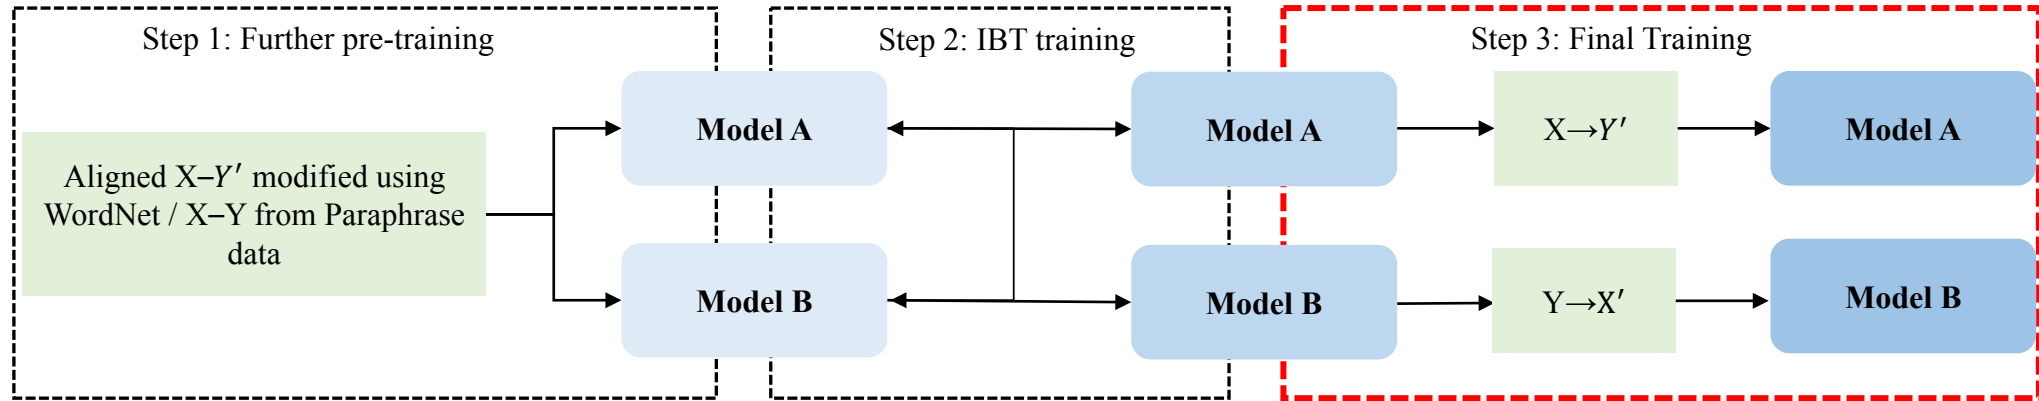 Step 1: Further pre-training
Step 2: IBT training
Step 3: Final Training
Aligned X–Y′ modified using
WordNet / X–Y from Paraphrase
data
Model A
Model B
Model A
Model B
X→Y′
Y→X′
Model A
Model B